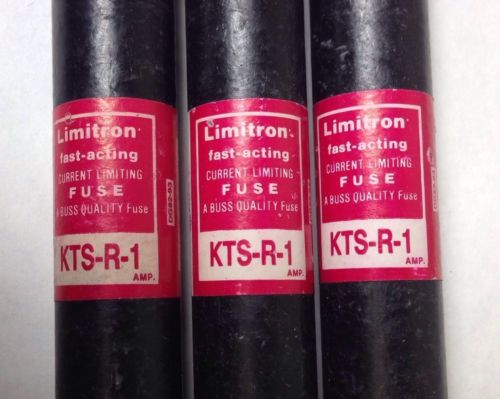 Limitron
fast-acting
CURRENT LIMITING
FUSE
A BUSS QUALITY Fuse
KTS-R-1
AMP.
Limitron
fast-acting
CURRENT LIMITING
FUSE
A BUSS QUALITY Fuse
KTS-R-1
AMP.
Limitron
fast-acting
CURRENT LIMITING
FUSE
A BUSS QUALITY Fuse
KTS-R-1
AMP.